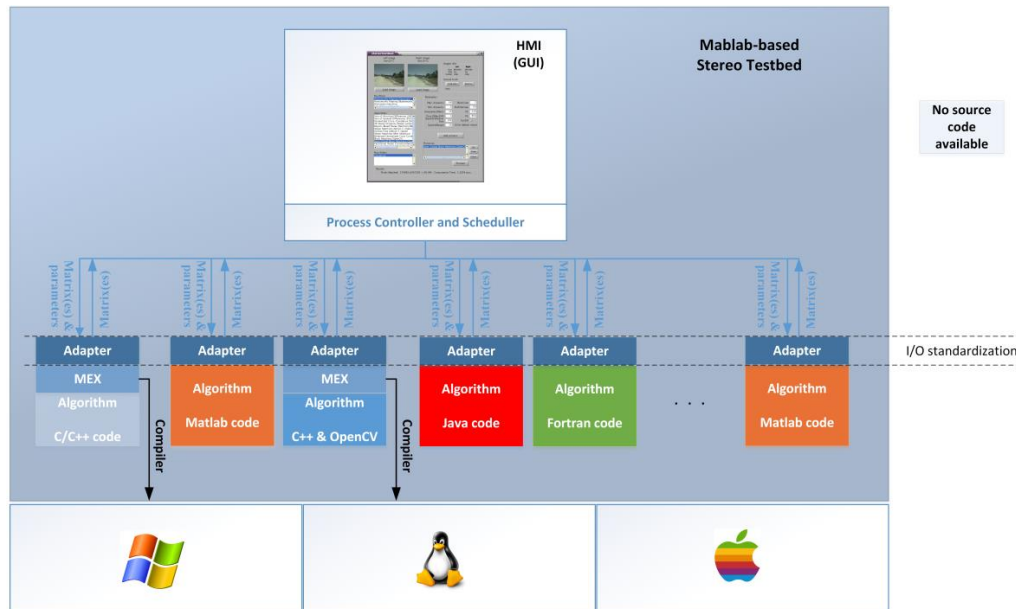 HMI
(GUI)
Mablab-based
Stereo Testbed
No source
code
available
Process Controller and Scheduller
Matrix(es) &
parameters
Matrix(es)
Matrix(es) &
parameters
Matrix(es)
Matrix(es) &
parameters
Matrix(es)
Matrix(es) &
parameters
Matrix(es)
Matrix(es) &
parameters
Matrix(es)
Matrix(es) &
parameters
Matrix(es)
Adapter
Adapter
Adapter
Adapter
Adapter
Adapter
I/O standardization
MEX
Algorithm
C/C++ code
Algorithm
Matlab code
MEX
Algorithm
C++ & OpenCV
Algorithm
Java code
Algorithm
Fortran code
. . .
Algorithm
Matlab code
Compiler
Compiler